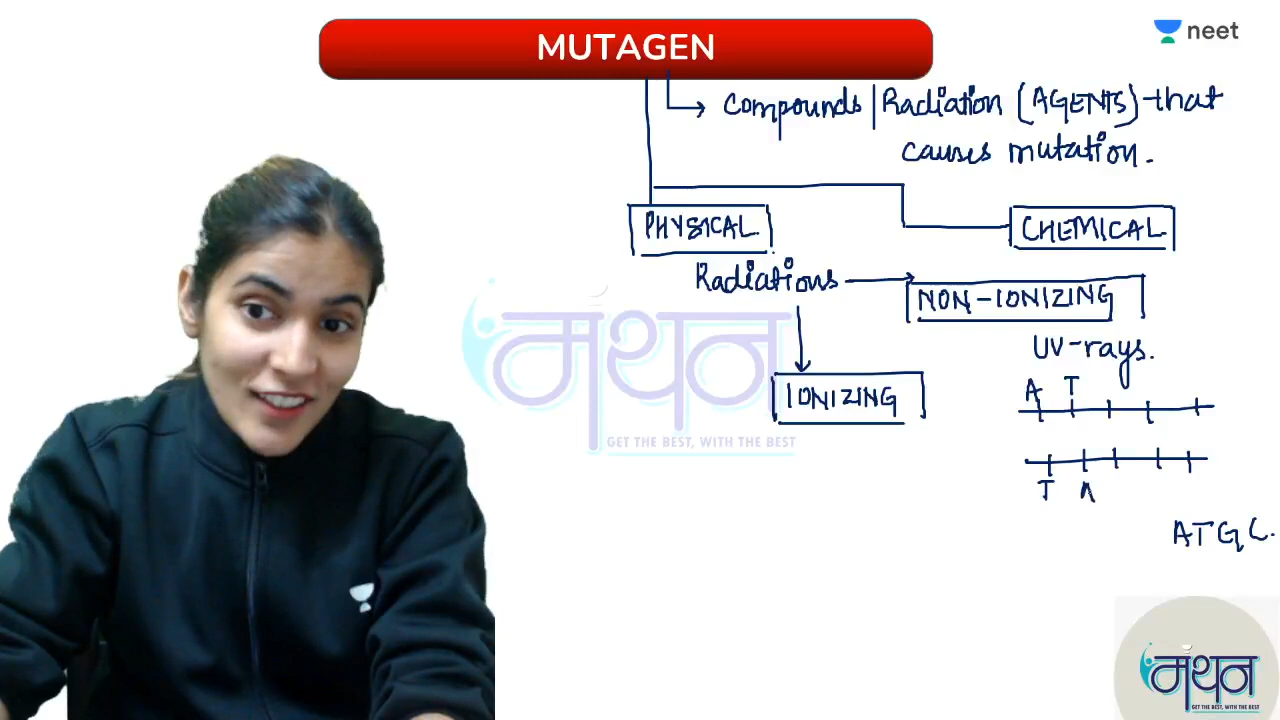 MUTAGEN
neet
Compounds | Radiation (AGENTS) that
causes mutation.
PHYSICAL
CHEMICAL
Radiations
NON-IONIZING
UV-rays.
IONIZING
A T
T A
ATGC.
मंथन
GET THE BEST, WITH THE BEST
मंथन
GET THE BEST, WITH THE BEST